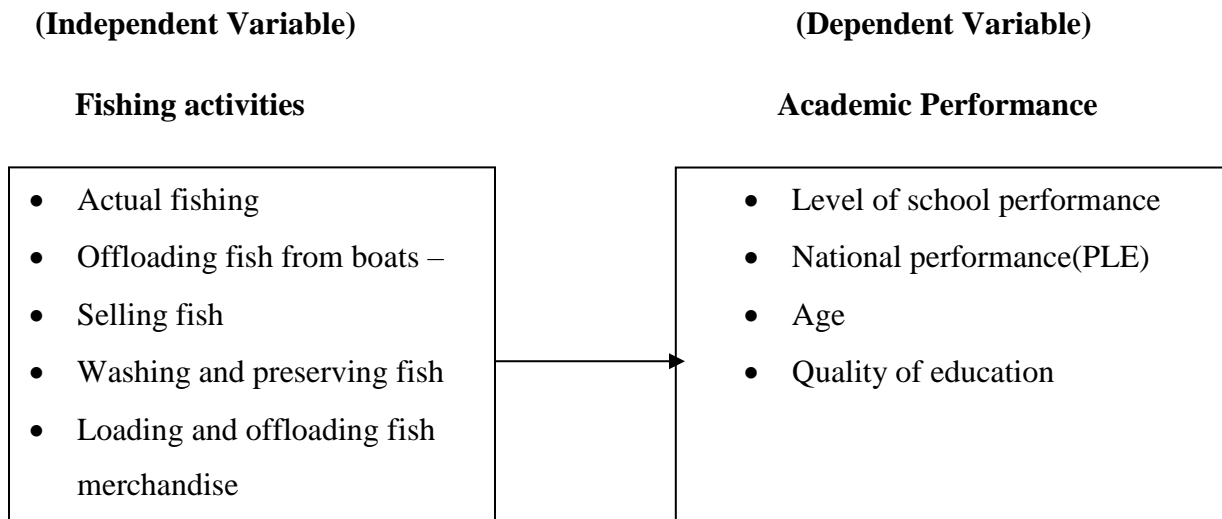 (Independent Variable)
(Dependent Variable)
Fishing activities
Academic Performance
• Actual fishing
• Offloading fish from boats –
• Selling fish
• Washing and preserving fish
• Loading and offloading fish
merchandise
• Level of school performance
• National performance(PLE)
• Age
• Quality of education